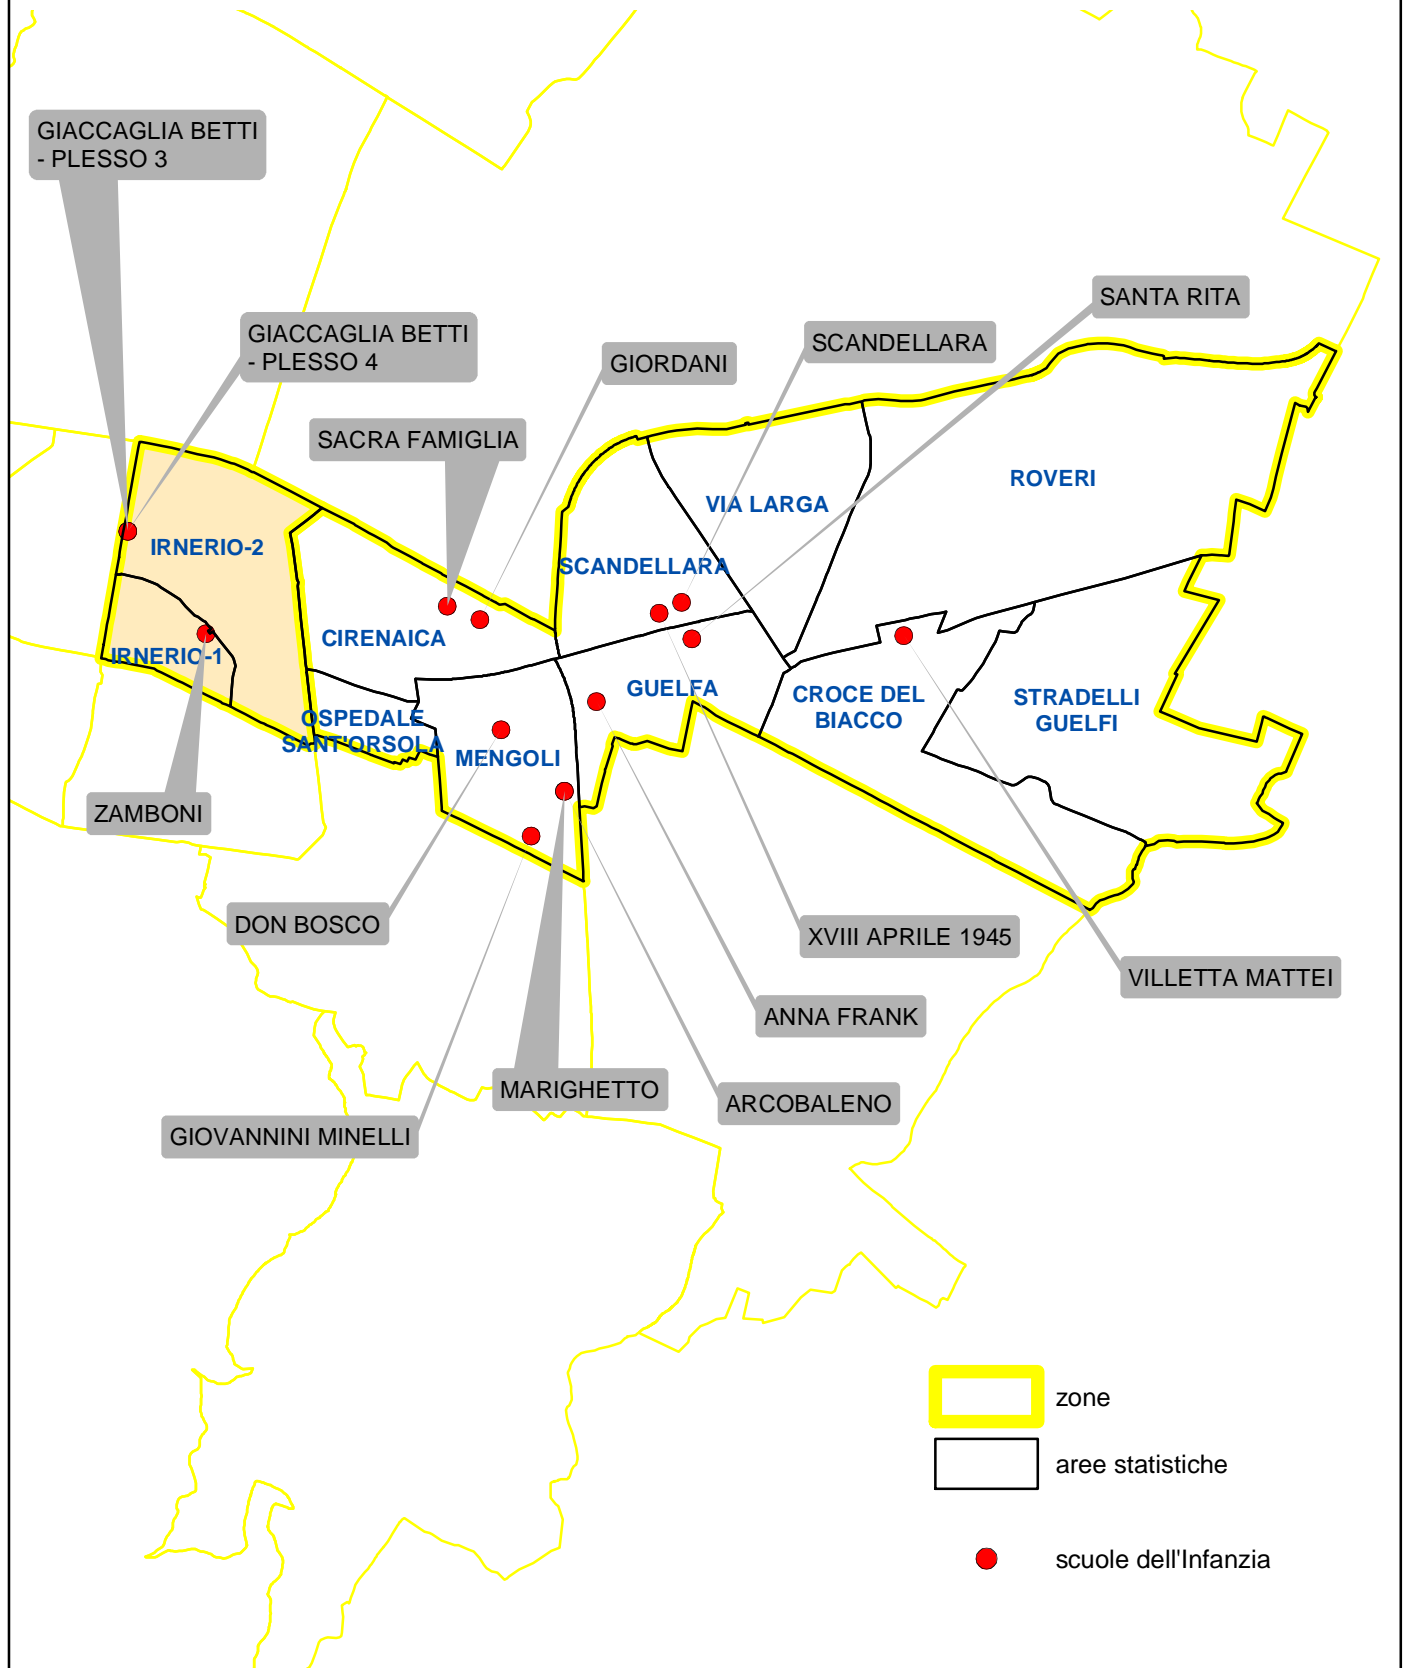 GIACCAGLIA BETTI
- PLESSO 3
SANTA RITA
GIACCAGLIA BETTI
- PLESSO 4
SCANDELLARA
GIORDANI
SACRA FAMIGLIA
ROVERI
VIA LARGA
IRNERIO-2
SCANDELLARA
CIRENAICA
IRNERIO-1
GUELFA
CROCE DEL
BIACCO
STRADELLI
GUELFI
OSPEDALE
SANT'ORSOLA
MENGOLI
ZAMBONI
DON BOSCO
XVIII APRILE 1945
VILLETTA MATTEI
ANNA FRANK
MARIGHETTO
ARCOBALENO
GIOVANNINI MINELLI
zone
aree statistiche
scuole dell'Infanzia